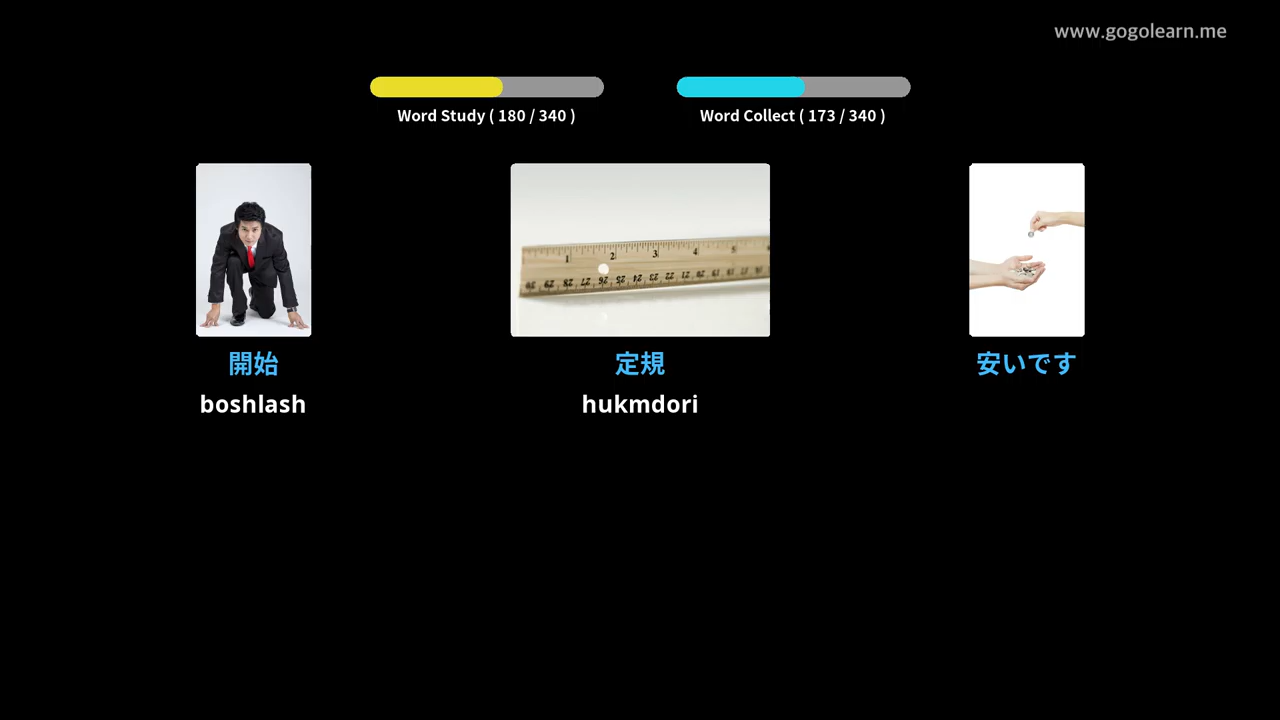 www.gogolearn.me
Word Study ( 180 / 340 )
Word Collect ( 173 / 340 )
開始
定規
安いです
boshlash
hukmdori